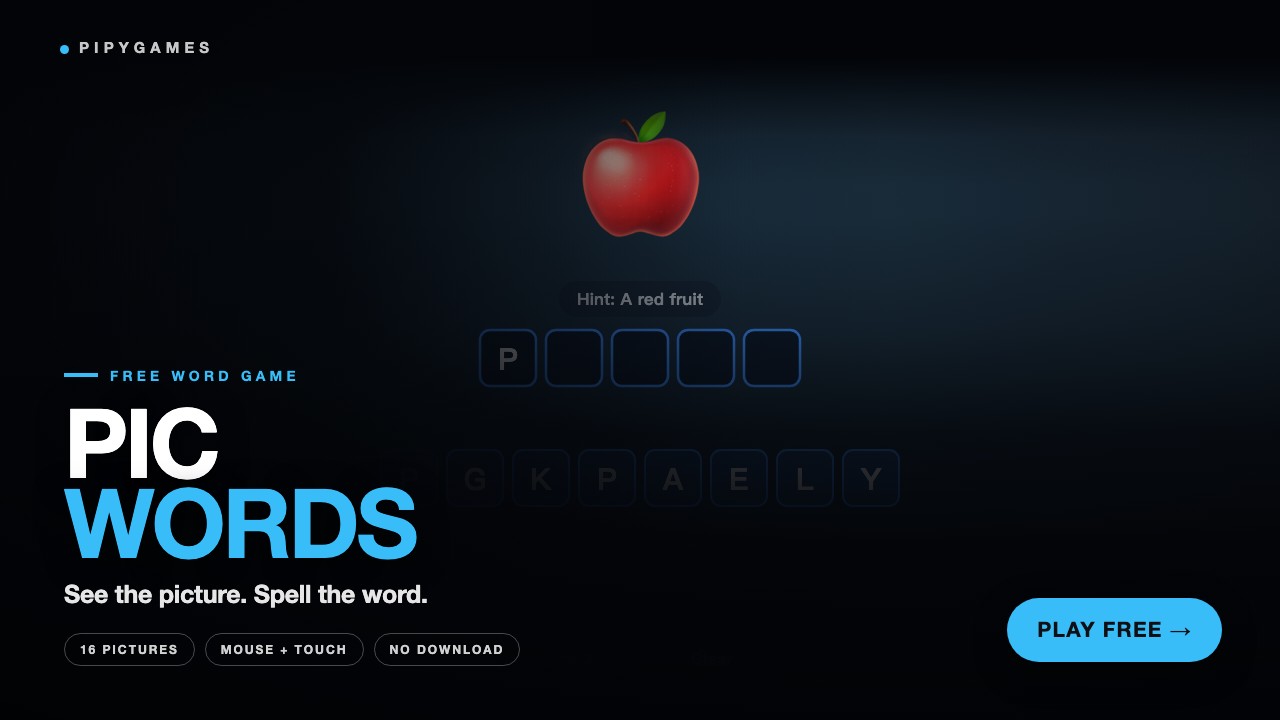 PIPYGAMES
Hint: A red fruit
P
FREE WORD GAME
PIC
WORDS
G K P A E L Y
See the picture. Spell the word.
16 PICTURES MOUSE + TOUCH NO DOWNLOAD
PLAY FREE →